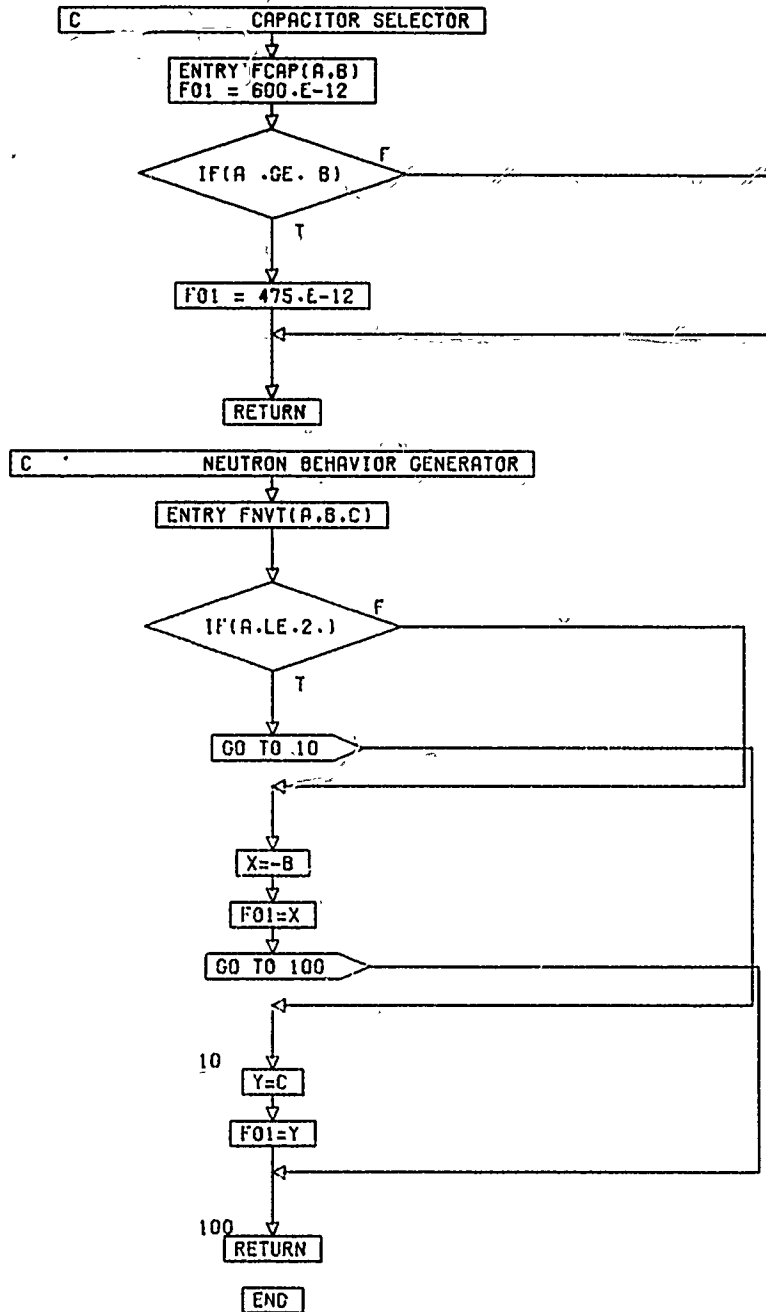 C CAPACITOR SELECTOR
ENTRY FCAP(A,B)
F01 = 600.E-12
IF(A .GE. B)
F
T
F01 = 475.E-12
RETURN
C NEUTRON BEHAVIOR GENERATOR
ENTRY FNVT(A,B,C)
IF(A.LE.2.)
F
T
GO TO 10
X=-B
F01=X
GO TO 100
10
Y=C
F01=Y
100
RETURN
END